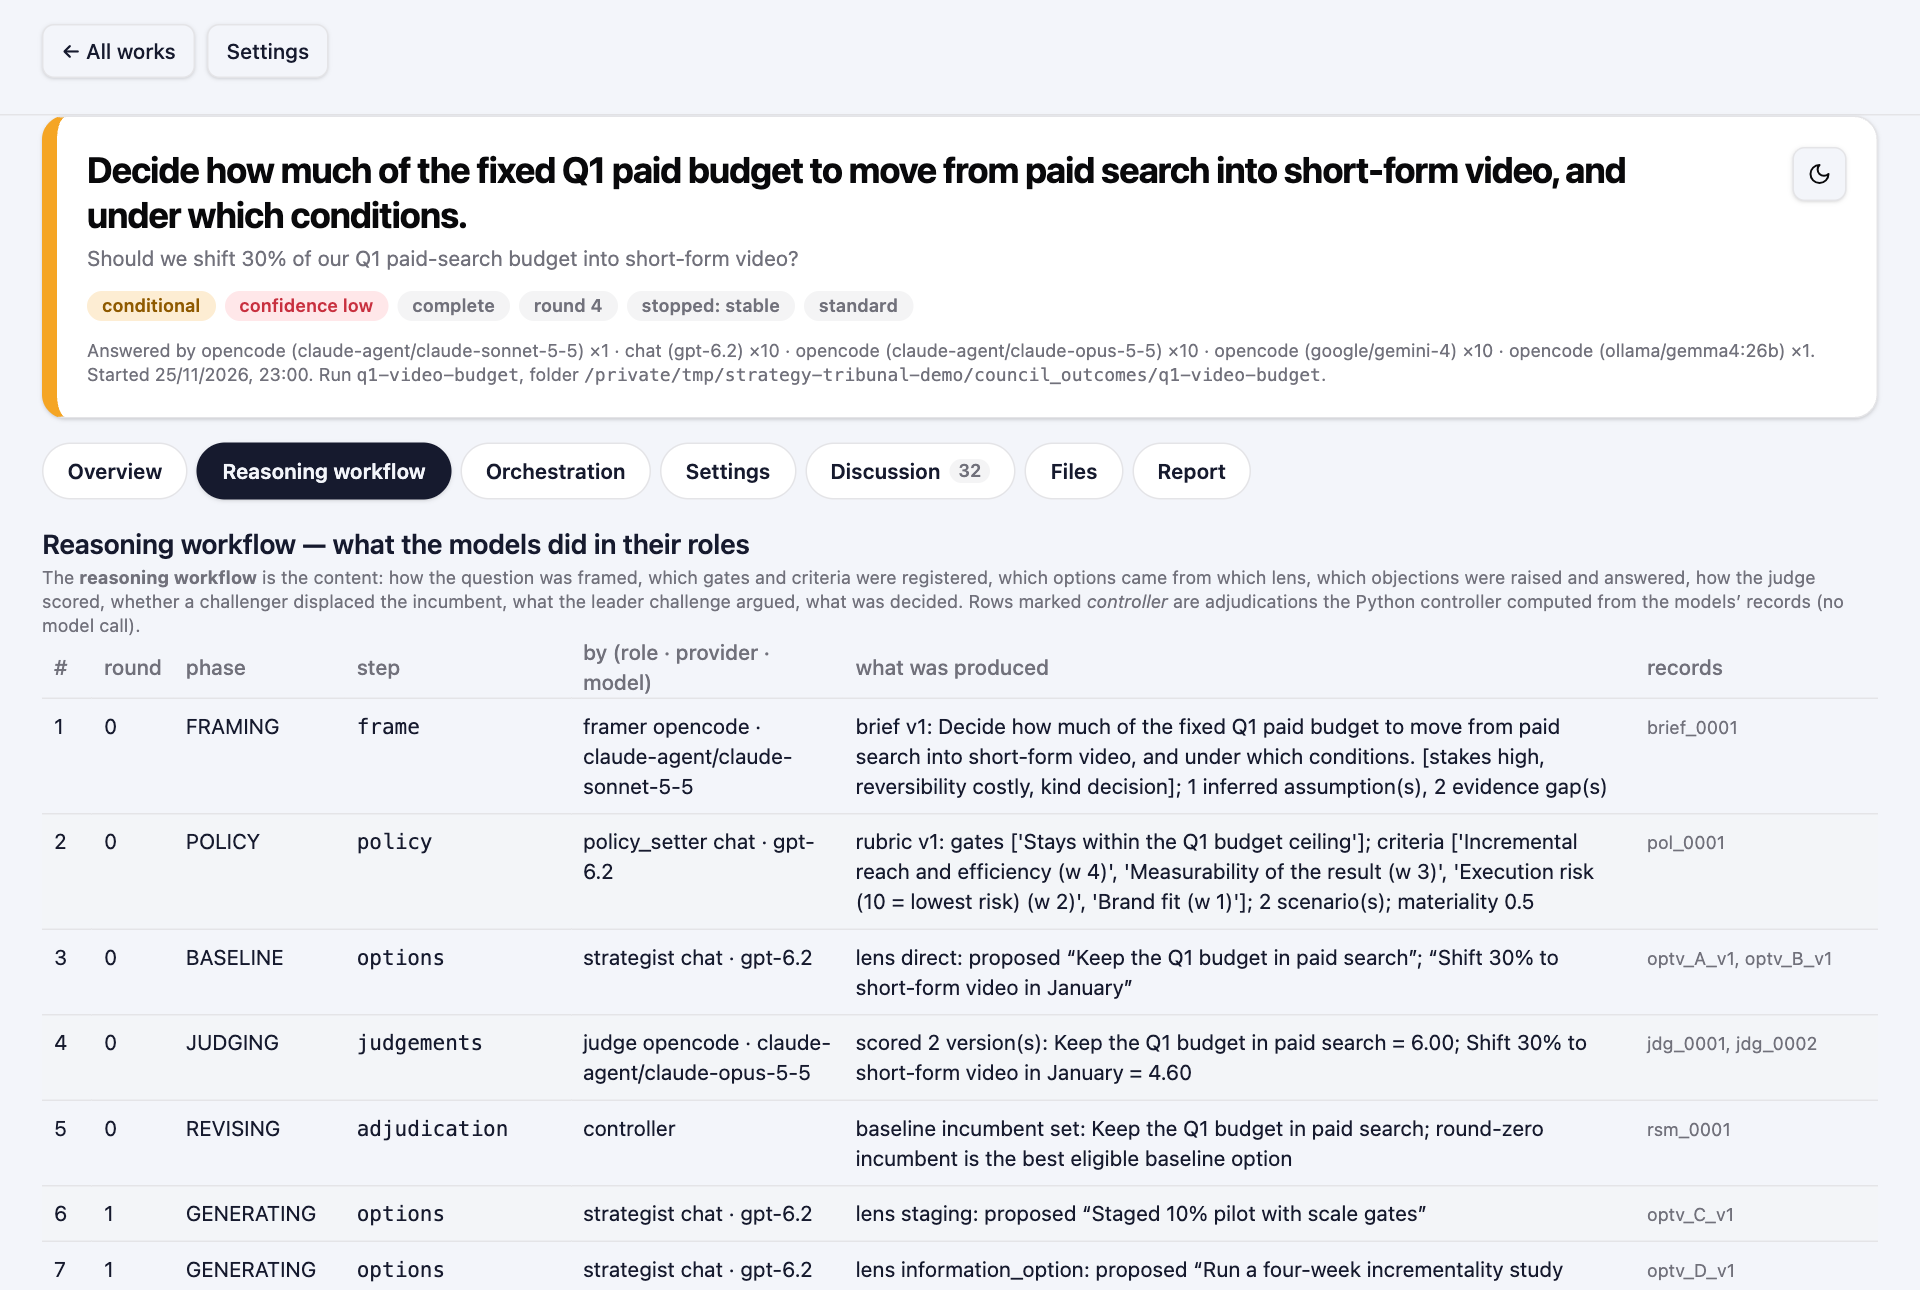 ← All works
Settings
Decide how much of the fixed Q1 paid budget to move from paid search into short-form video, and
under which conditions.
Should we shift 30% of our Q1 paid-search budget into short-form video?
conditional confidence low complete round 4 stopped: stable standard
Answered by opencode (claude-agent/claude-sonnet-5-5) ×1 · chat (gpt-6.2) ×10 · opencode (claude-agent/claude-opus-5-5) ×10 · opencode (google/gemini-4) ×10 · opencode (ollama/gemma4:26b) ×1.
Started 25/11/2026, 23:00. Run q1-video-budget, folder /private/tmp/strategy-tribunal-demo/council_outcomes/q1-video-budget.
Overview Reasoning workflow Orchestration Settings Discussion 32 Files Report
Reasoning workflow — what the models did in their roles
The reasoning workflow is the content: how the question was framed, which gates and criteria were registered, which options came from which lens, which objections were raised and answered, how the judge
scored, whether a challenger displaced the incumbent, what the leader challenge argued, what was decided. Rows marked controller are adjudications the Python controller computed from the models’ records (no
model call).
# round phase step by (role · provider · model) what was produced records
1 0 FRAMING frame framer opencode · claude-agent/claude-sonnet-5-5 brief v1: Decide how much of the fixed Q1 paid budget to move from paid
search into short-form video, and under which conditions. [stakes high,
reversibility costly, kind decision]; 1 inferred assumption(s), 2 evidence gap(s) brief_0001
2 0 POLICY policy policy_setter chat · gpt-6.2 rubric v1: gates ['Stays within the Q1 budget ceiling']; criteria ['Incremental
reach and efficiency (w 4)', 'Measurability of the result (w 3)', 'Execution risk
(10 = lowest risk) (w 2)', 'Brand fit (w 1)']; 2 scenario(s); materiality 0.5 pol_0001
3 0 BASELINE options strategist chat · gpt-6.2 lens direct: proposed “Keep the Q1 budget in paid search”; “Shift 30% to
short-form video in January” optv_A_v1, optv_B_v1
4 0 JUDGING judgements judge opencode · claude-agent/claude-opus-5-5 scored 2 version(s): Keep the Q1 budget in paid search = 6.00; Shift 30% to
short-form video in January = 4.60 jdg_0001, jdg_0002
5 0 REVISING adjudication controller baseline incumbent set: Keep the Q1 budget in paid search; round-zero
incumbent is the best eligible baseline option rsm_0001
6 1 GENERATING options strategist chat · gpt-6.2 lens staging: proposed “Staged 10% pilot with scale gates” optv_C_v1
7 1 GENERATING options strategist chat · gpt-6.2 lens information_option: proposed “Run a four-week incrementality study optv_D_v1